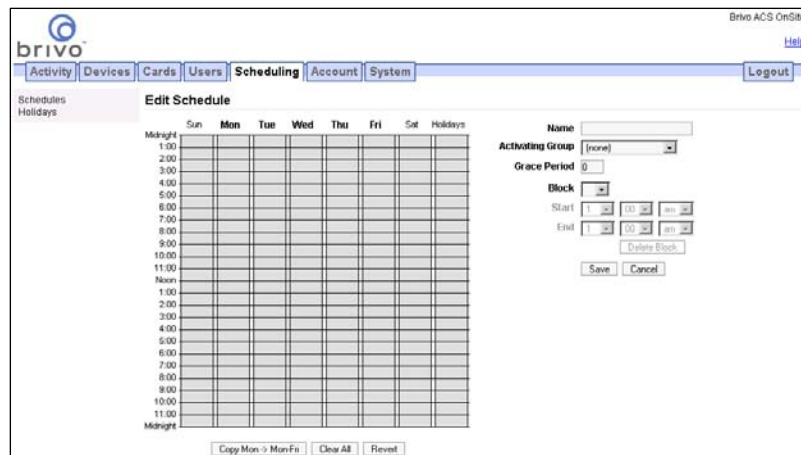 Brivo ACS OnSite
Help
brivo
Activity Devices Cards Users Scheduling Account System Logout
Schedules
Holidays
Edit Schedule
Sun Mon Tue Wed Thu Fri Sat Holidays
Midnight
1:00
2:00
3:00
4:00
5:00
6:00
7:00
8:00
9:00
10:00
11:00
Noon
1:00
2:00
3:00
4:00
5:00
6:00
7:00
8:00
9:00
10:00
11:00
Midnight
Copy Mon -> Mon-Fri Clear All Revert
Name
Activating Group (none)
Grace Period 0
Block
Start 1 00 am
End 1 00 am
Delete Block
Save Cancel